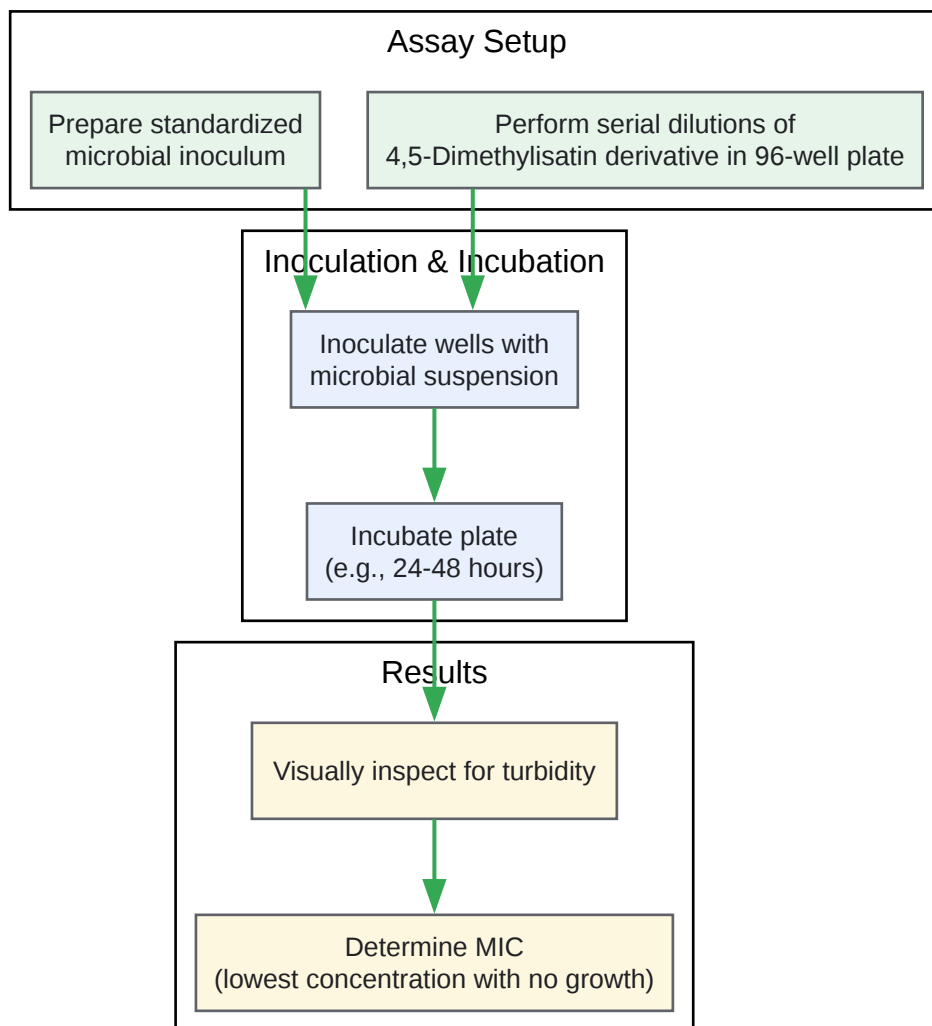 Assay Setup
Prepare standardized
microbial inoculum
Perform serial dilutions of
4,5-Dimethylisatin derivative in 96-well plate
Inoculation & Incubation
Inoculate wells with
microbial suspension
Incubate plate
(e.g., 24-48 hours)
Results
Visually inspect for turbidity
Determine MIC
(lowest concentration with no growth)